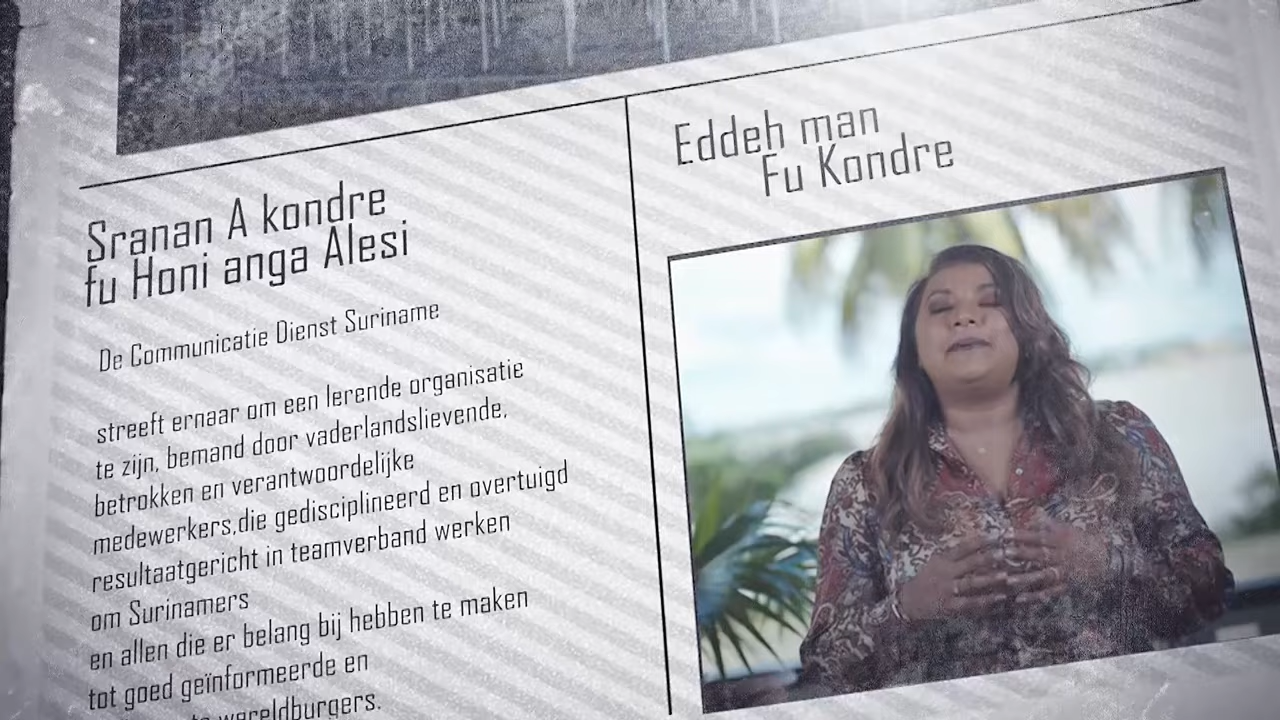 Sranan A kondre
fu Honi anga Alesi
De Communicatie Dienst Suriname
streeft ernaar om een lerende organisatie
te zijn, bemand door vaderlandslievende,
betrokken en verantwoordelijke
medewerkers,die gedisciplineerd en overtuigd
resultaatgericht in teamverband werken
om Surinamers
en allen die er belang bij hebben te maken
tot goed geïnformeerde en
wereldburgers.
Eddeh man
Fu Kondre